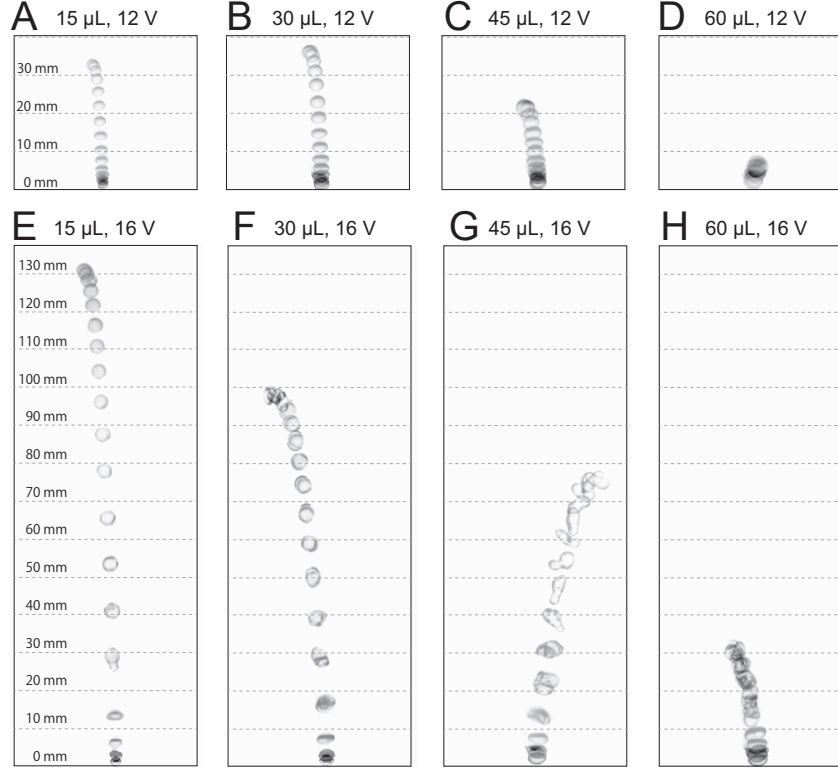 A 15 µL, 12 V
B 30 µL, 12 V
C 45 µL, 12 V
D 60 µL, 12 V
30 mm
20 mm
10 mm
0 mm
E 15 µL, 16 V
F 30 µL, 16 V
G 45 µL, 16 V
H 60 µL, 16 V
130 mm
120 mm
110 mm
100 mm
90 mm
80 mm
70 mm
60 mm
50 mm
40 mm
30 mm
20 mm
10 mm
0 mm